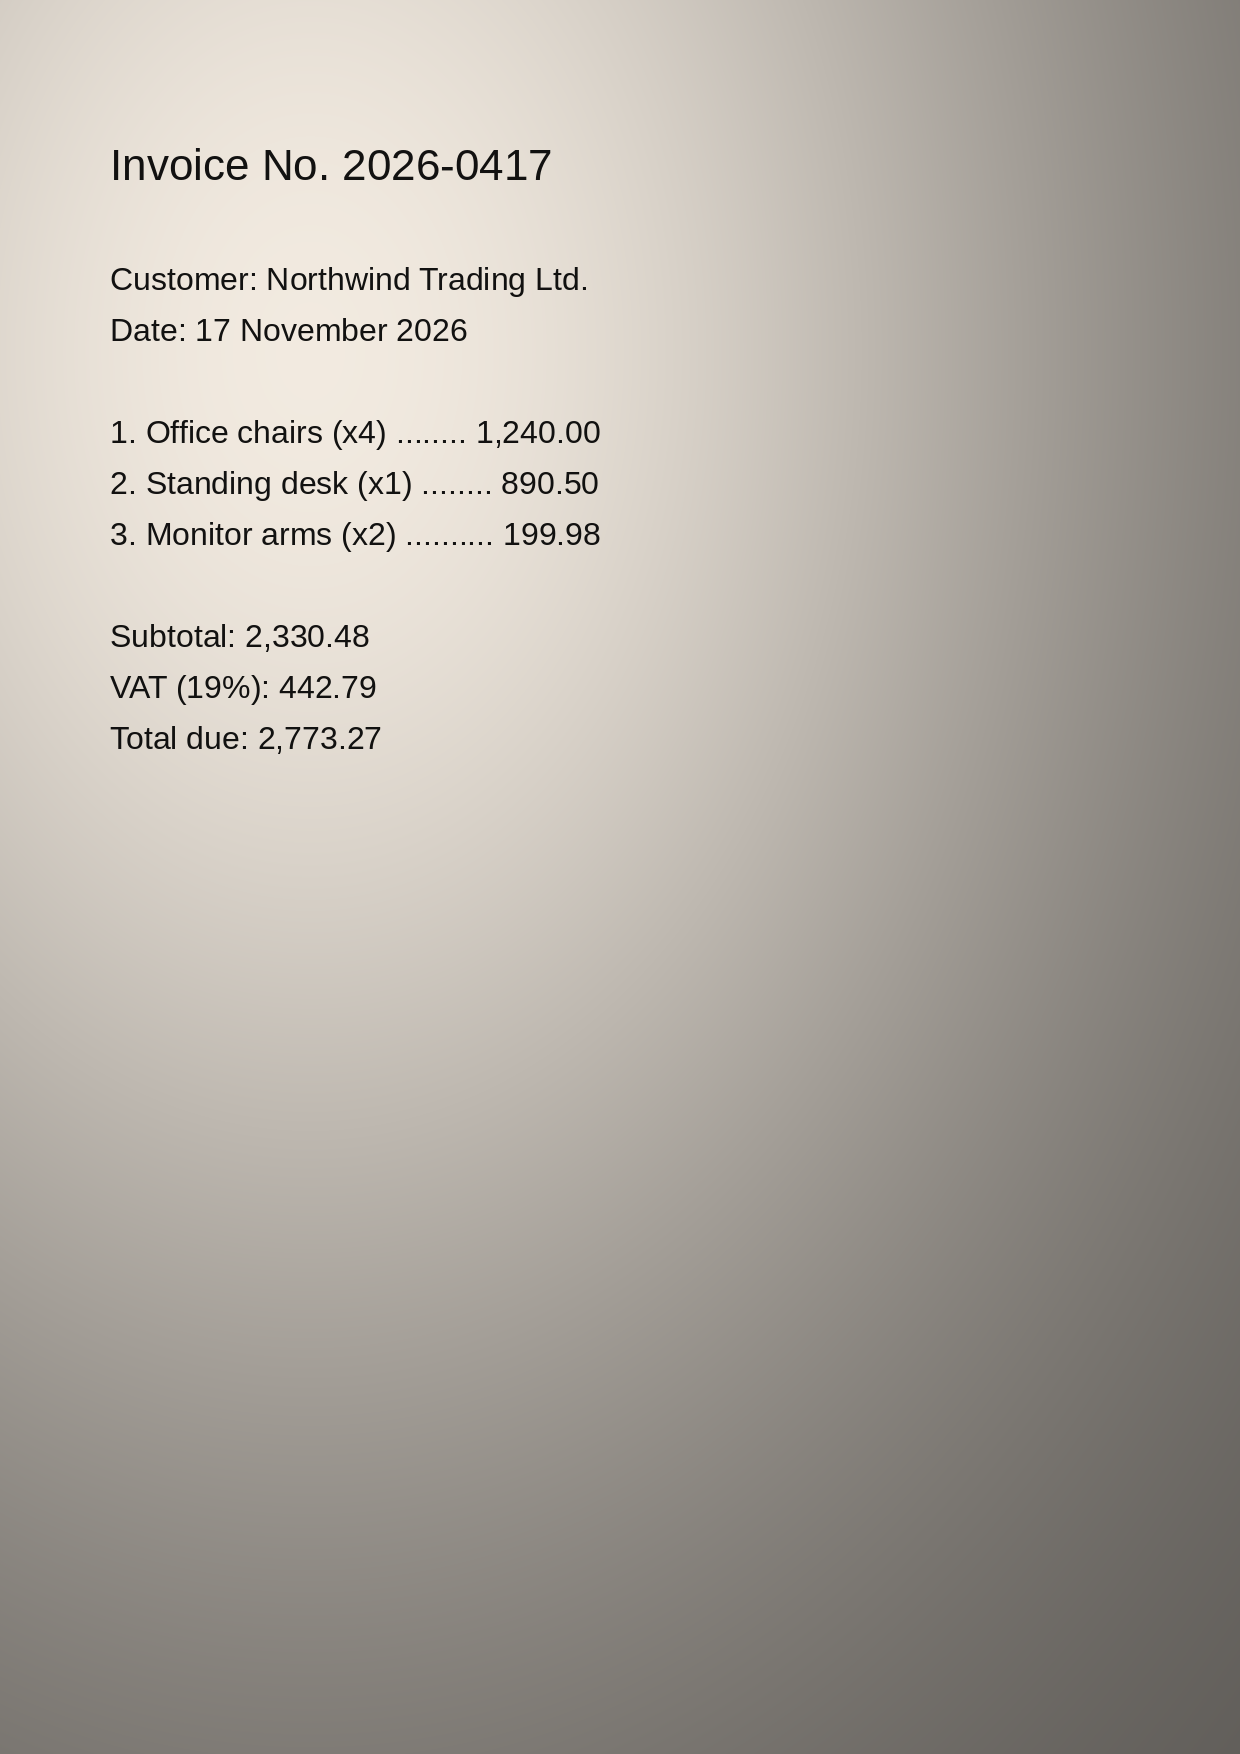 Invoice No. 2026-0417
Customer: Northwind Trading Ltd.
Date: 17 November 2026
1. Office chairs (x4) ........ 1,240.00
2. Standing desk (x1) ........ 890.50
3. Monitor arms (x2) .......... 199.98
Subtotal: 2,330.48
VAT (19%): 442.79
Total due: 2,773.27